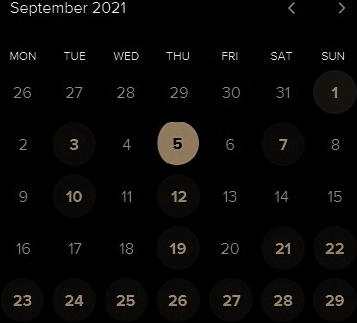 September 2021
MON TUE WED THU FRI SAT SUN
26 27 28 29 30 31 1
2 3 4 5 6 7 8
9 10 11 12 13 14 15
16 17 18 19 20 21 22
23 24 25 26 27 28 29